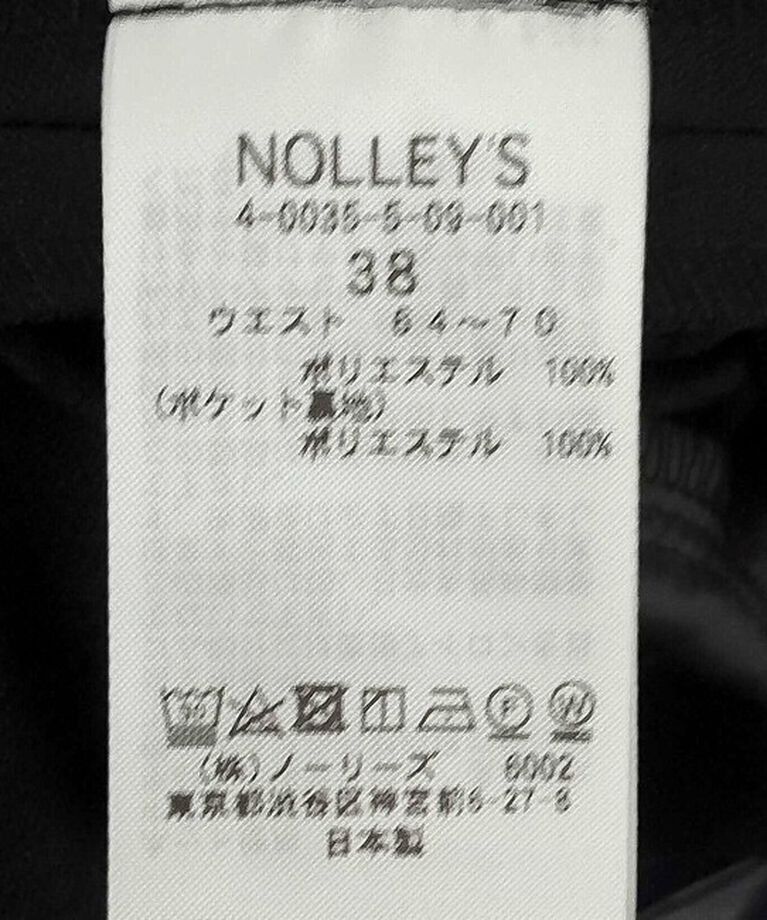 NOLLEY'S
4-0035-5-09-001
38
ウエスト 64～70
ポリエステル 100%
(ポケット裏地)
ポリエステル 100%
(株)ノーリーズ 6002
東京都渋谷区神宮前6-27-8
日本製